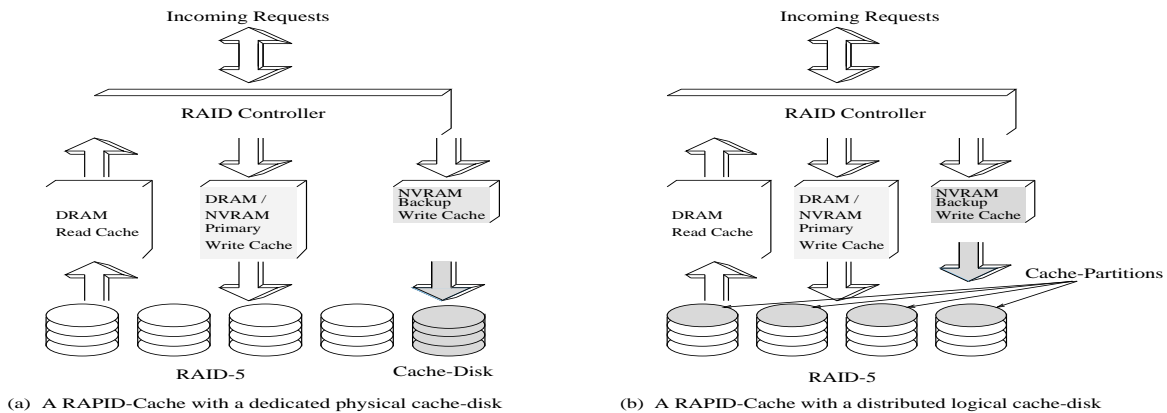 Incoming Requests
RAID Controller
DRAM
Read Cache
DRAM /
NVRAM
Primary
Write Cache
NVRAM
Backup
Write Cache
RAID-5
Cache-Disk
(a) A RAPID-Cache with a dedicated physical cache-disk
Incoming Requests
RAID Controller
DRAM
Read Cache
DRAM /
NVRAM
Primary
Write Cache
NVRAM
Backup
Write Cache
Cache-Partitions
RAID-5
(b) A RAPID-Cache with a distributed logical cache-disk